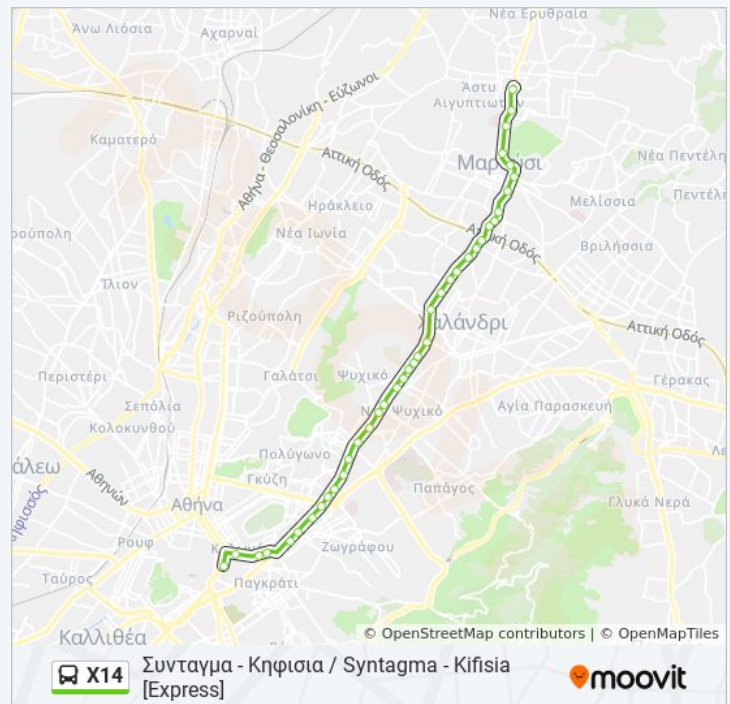 Νέα Ερυθραία
Άνω Λιόσια
Αχαρναί
Αθήνα - Θεσσαλονίκη - Εύζωνοι
Άστυ
Αιγυπτιωτών
Καματερό
Αττική Οδός
Μαρούσι
Νέα Πεντέλη
Πεντέλη
Ηράκλειο
Μελίσσια
Νέα Ιωνία
Αττική Οδός
Βριλήσσια
Ίλιον
Ριζούπολη
Χαλάνδρι
Αττική Οδός
Περιστέρι
Γαλάτσι
Ψυχικό
Γέρακας
Σεπόλια
Νέο Ψυχικό
Αγία Παρασκευή
Κολοκυνθού
Πολύγωνο
Αθηνών
Γκύζη
Παπάγος
Γλυκά Νερά
Αθήνα
Ρουφ
Ζωγράφου
Ταύρος
Παγκράτι
Καλλιθέα
© OpenStreetMap contributors | © OpenMapTiles
X14
Συνταγμα - Κηφισια / Syntagma - Kifisia
[Express]
moovit